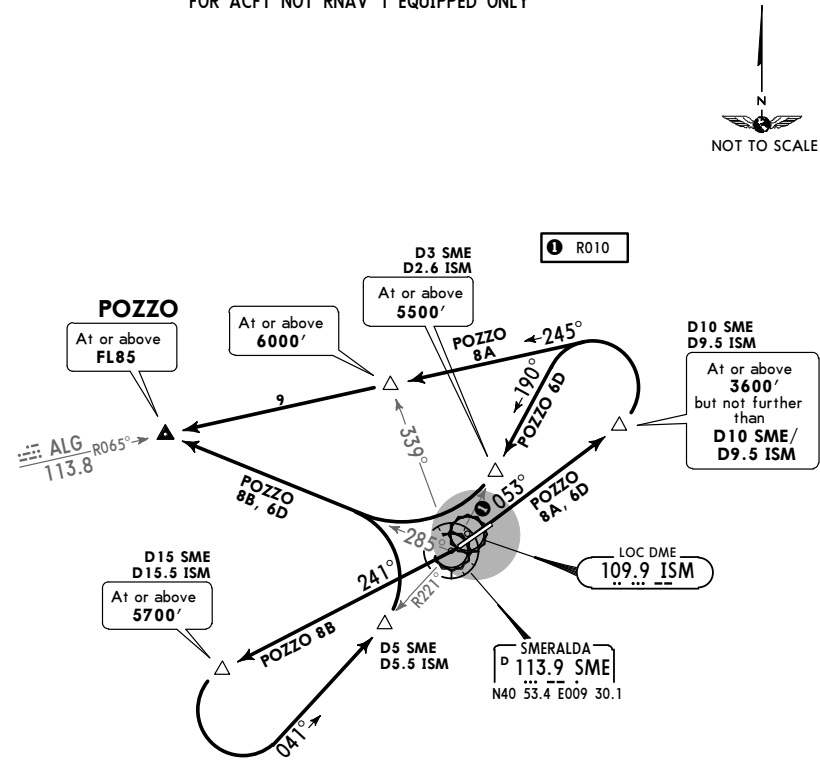 FOR ACFT NOT RNAV 1 EQUIPPED ONLY
N
NOT TO SCALE
1 R010
D3 SME
D2.6 ISM
At or above
5500'
POZZO
At or above
FL85
At or above
6000'
POZZO
8A
245°
D10 SME
D9.5 ISM
At or above
3600'
but not further
than
D10 SME/
D9.5 ISM
190°
POZZO 6D
9
339°
ALG
113.8
R065°
053°
1
POZZO
8A, 6D
POZZO
8B, 6D
285°
D15 SME
D15.5 ISM
At or above
5700'
241°
R221°
LOC DME
109.9 ISM
POZZO 8B
D5 SME
D5.5 ISM
SMERALDA
D 113.9 SME
N40 53.4 E009 30.1
041°